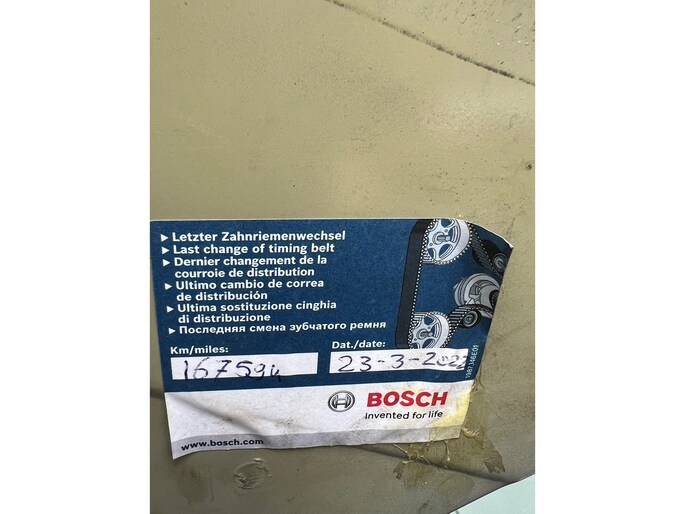 ▸ Letzter Zahnriemenwechsel
▸ Last change of timing belt
▸ Dernier changement de la
courroie de distribution
▸ Ultimo cambio de correa
de distribución
▸ Ultima sostituzione cinghia
di distribuzione
▸ Последняя смена зубчатого ремня
Km/miles: Dat./date:
167594 23-3-2022
BOSCH
Invented for life
www.bosch.com